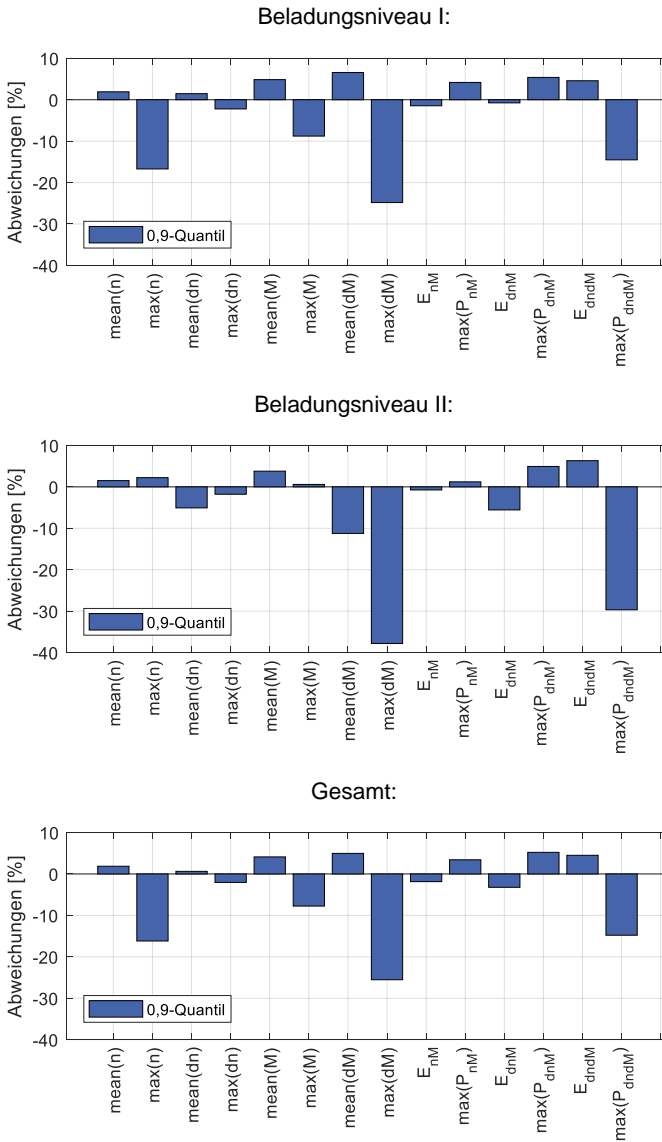 Beladungsniveau I:
Abweichungen [%]
10
0
-10
-20
-30
-40
0,9-Quantil
mean(n)
max(n)
mean(dn)
max(dn)
mean(M)
max(M)
mean(dM)
max(dM)
E_nM
max(P_nM)
E_dnM
max(P_dnM)
E_dndM
max(P_dndM)
Beladungsniveau II:
Abweichungen [%]
10
0
-10
-20
-30
-40
0,9-Quantil
mean(n)
max(n)
mean(dn)
max(dn)
mean(M)
max(M)
mean(dM)
max(dM)
E_nM
max(P_nM)
E_dnM
max(P_dnM)
E_dndM
max(P_dndM)
Gesamt:
Abweichungen [%]
10
0
-10
-20
-30
-40
0,9-Quantil
mean(n)
max(n)
mean(dn)
max(dn)
mean(M)
max(M)
mean(dM)
max(dM)
E_nM
max(P_nM)
E_dnM
max(P_dnM)
E_dndM
max(P_dndM)